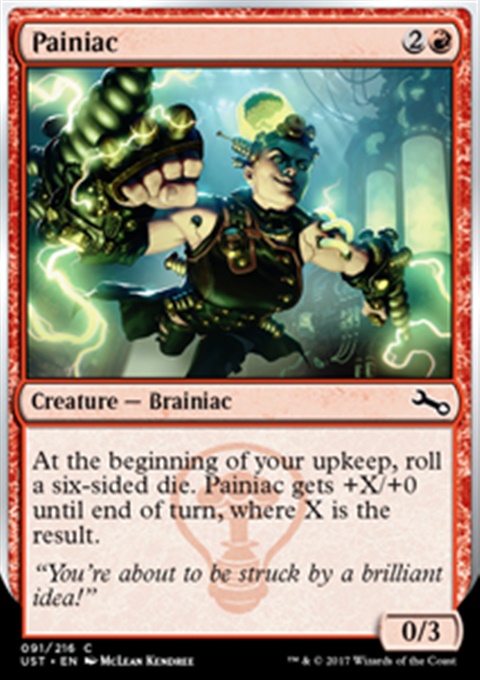 Painiac 2
Creature — Brainiac
At the beginning of your upkeep, roll
a six-sided die. Painiac gets +X/+0
until end of turn, where X is the
result.
“You’re about to be struck by a brilliant
idea!”
0/3
091/216 C
UST • EN McLean Kendree
™ & © 2017 Wizards of the Coast